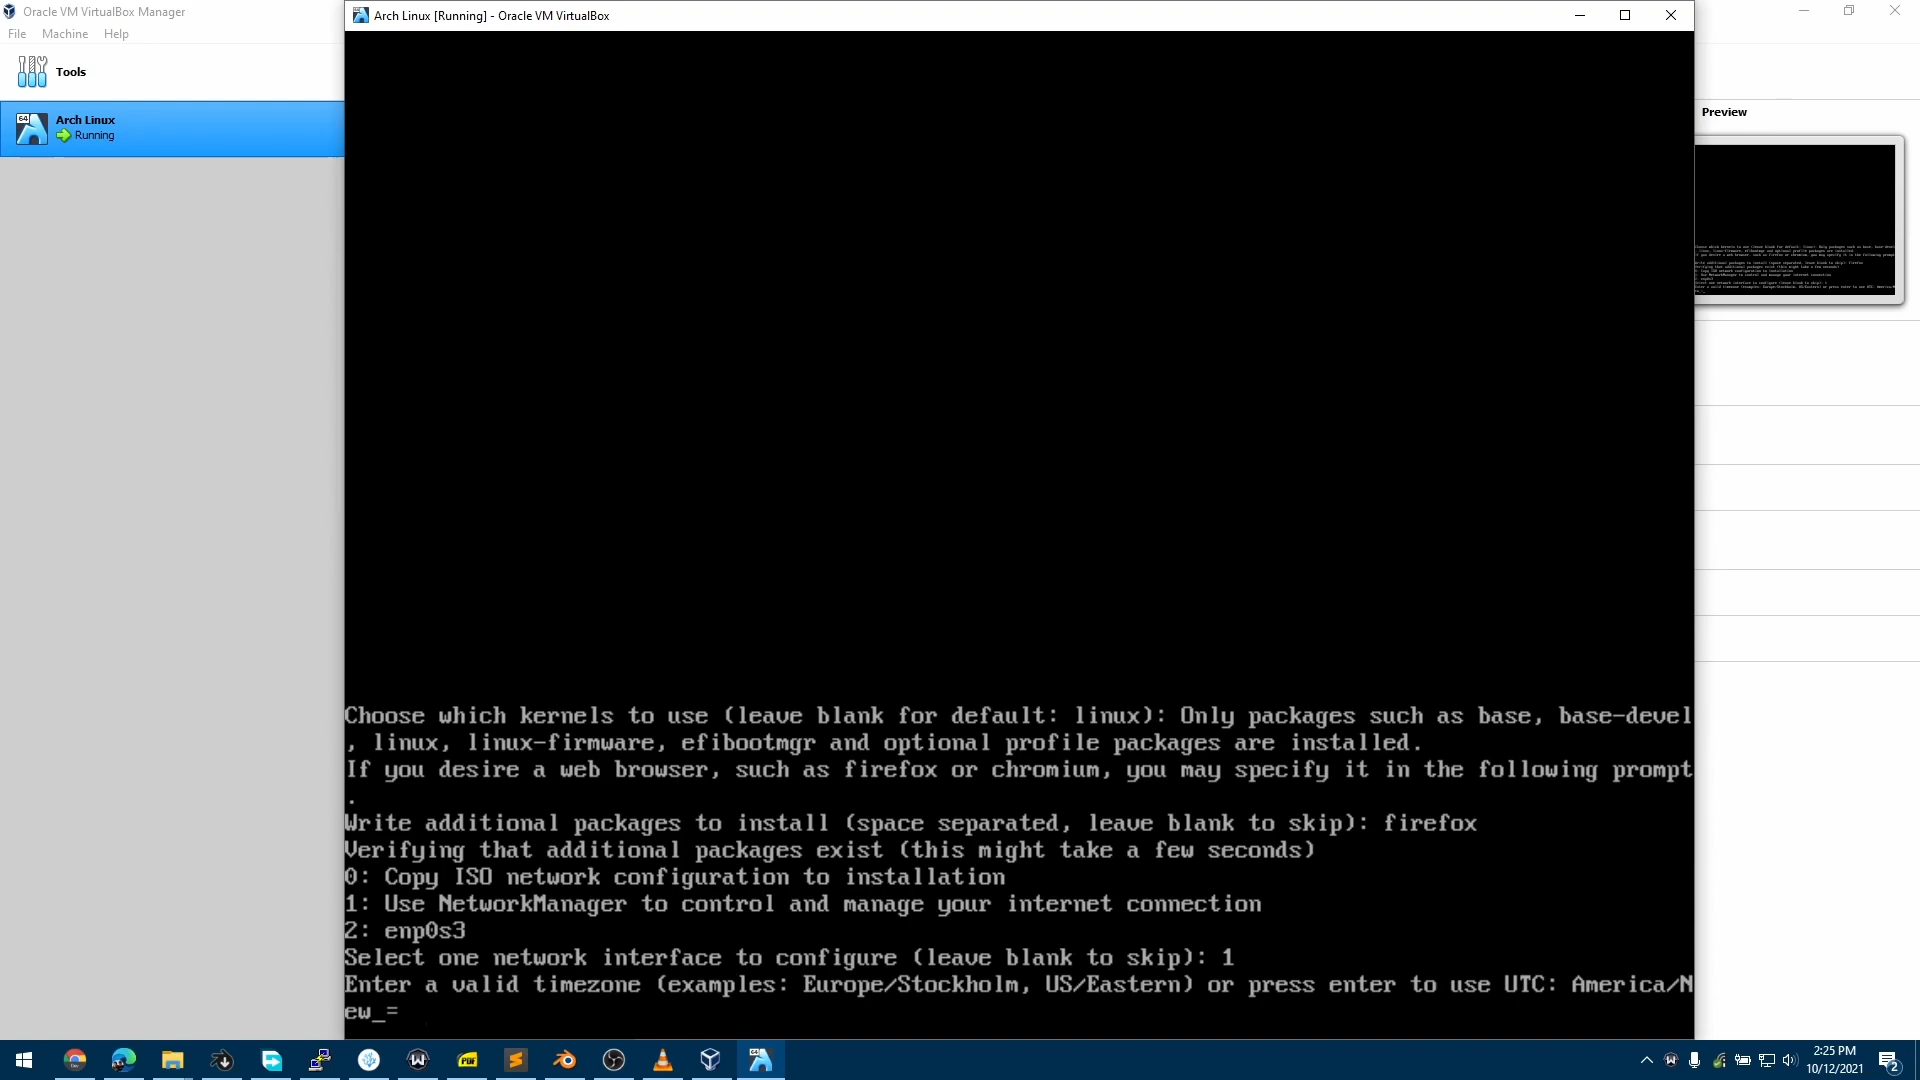 Oracle VM VirtualBox Manager
File Machine Help
Tools
64
Arch Linux
Running
64
Arch Linux [Running] - Oracle VM VirtualBox
Preview
Choose which kernels to use (leave blank for default: linux): Only packages such as base, base-devel
, linux, linux-firmware, efibootmgr and optional profile packages are installed.
If you desire a web browser, such as firefox or chromium, you may specify it in the following prompt
.
Write additional packages to install (space separated, leave blank to skip): firefox
Verifying that additional packages exist (this might take a few seconds)
0: Copy ISO network configuration to installation
1: Use NetworkManager to control and manage your internet connection
2: enp0s3
Select one network interface to configure (leave blank to skip): 1
Enter a valid timezone (examples: Europe/Stockholm, US/Eastern) or press enter to use UTC: America/N
ew_=
Dev
PDF
64
2:25 PM
10/12/2021
2